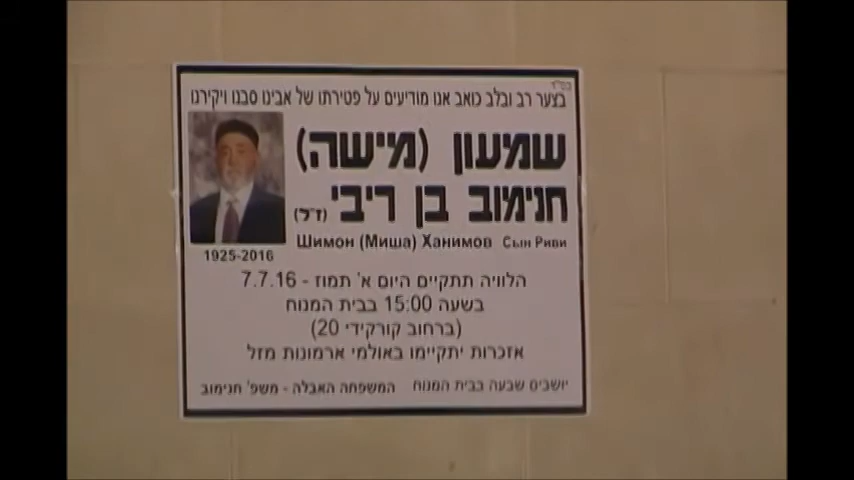 בס"ד
בצער רב ובלב כואב אנו מודיעים על פטירתו של אבינו סבנו ויקירנו
שמעון (מישה)
חנימוב בן ריבי (ז"ל)
Шимон (Миша) Ханимов Сын Риви
1925-2016
הלוויה תתקיים היום א' תמוז - 7.7.16
בשעה 15:00 בבית המנוח
(ברחוב קורקידי 20)
אזכרות יתקיימו באולמי ארמונות מזל
יושבים שבעה בבית המנוח המשפחה האבלה - משפ' חנימוב